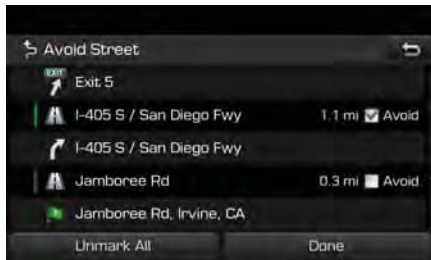 Avoid Street
EXIT Exit 5
I-405 S / San Diego Fwy 1.1 mi Avoid
I-405 S / San Diego Fwy
Jamboree Rd 0.3 mi Avoid
Jamboree Rd, Irvine, CA
Unmark All Done